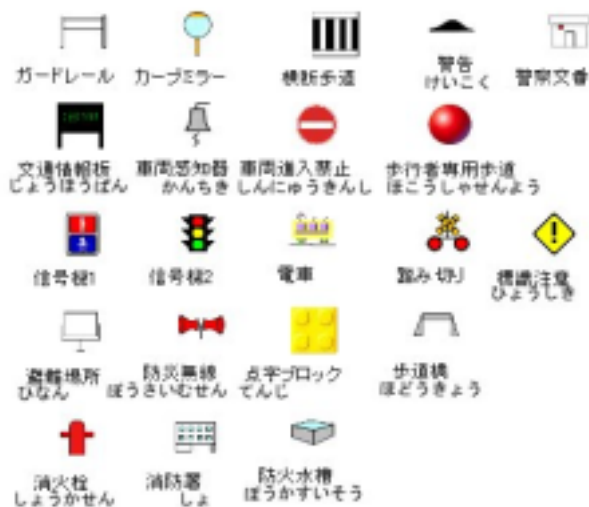 ガードレール カーブミラー 横断歩道 警告 警察交番
けいこく
交通情報板 車両感知器 車両進入禁止 歩行者専用歩道
じょうほうばん かんちき しんにゅうきんし ほこうしゃせんよう
信号機1 信号機2 電車 踏み切り 標識注意
ひょうしき
避難場所 防災無線 点字ブロック 歩道橋
ひなん ぼうさいむせん てんじ ほどうきょう
消火栓 消防署 防火水槽
しょうかせん しょ ぼうかすいそう